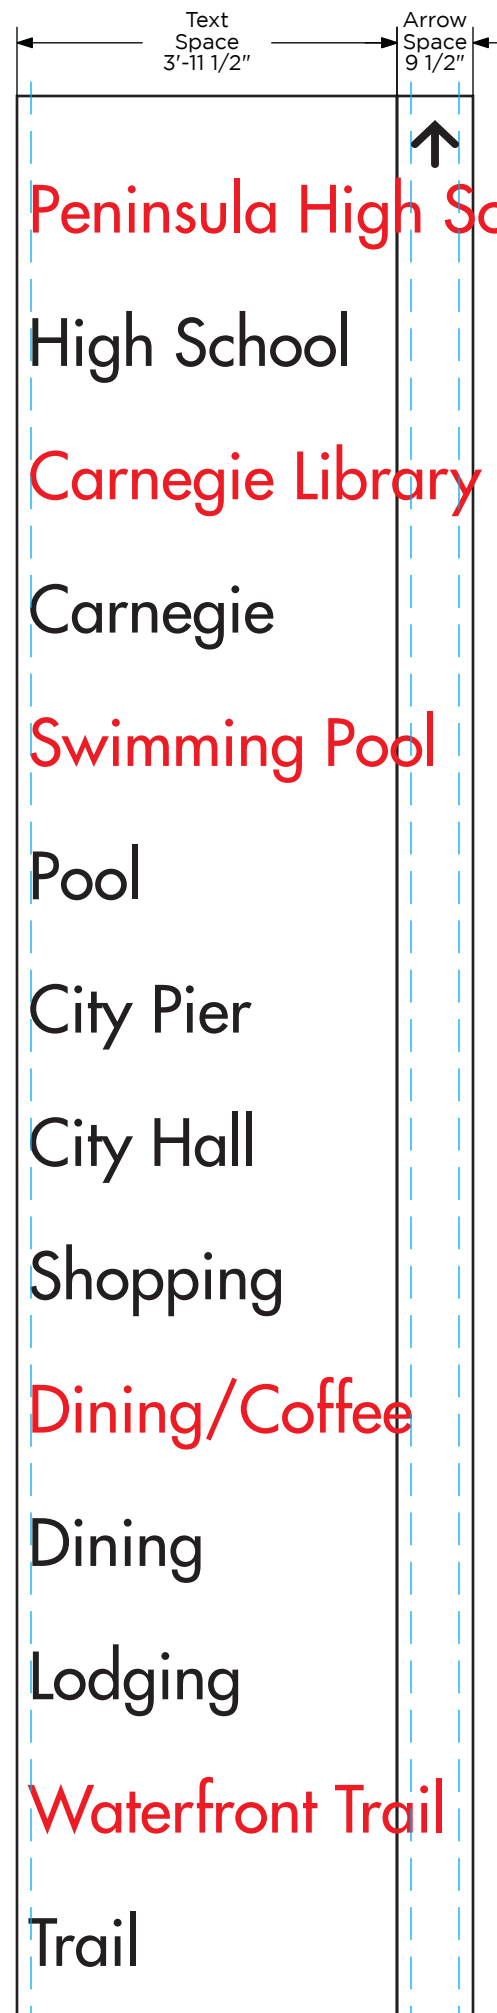 Text
Space
3'-11 1/2"
Arrow
Space
9 1/2"
Peninsula High Sc
High School
Carnegie Library
Carnegie
Swimming Pool
Pool
City Pier
City Hall
Shopping
Dining/Coffee
Dining
Lodging
Waterfront Trail
Trail